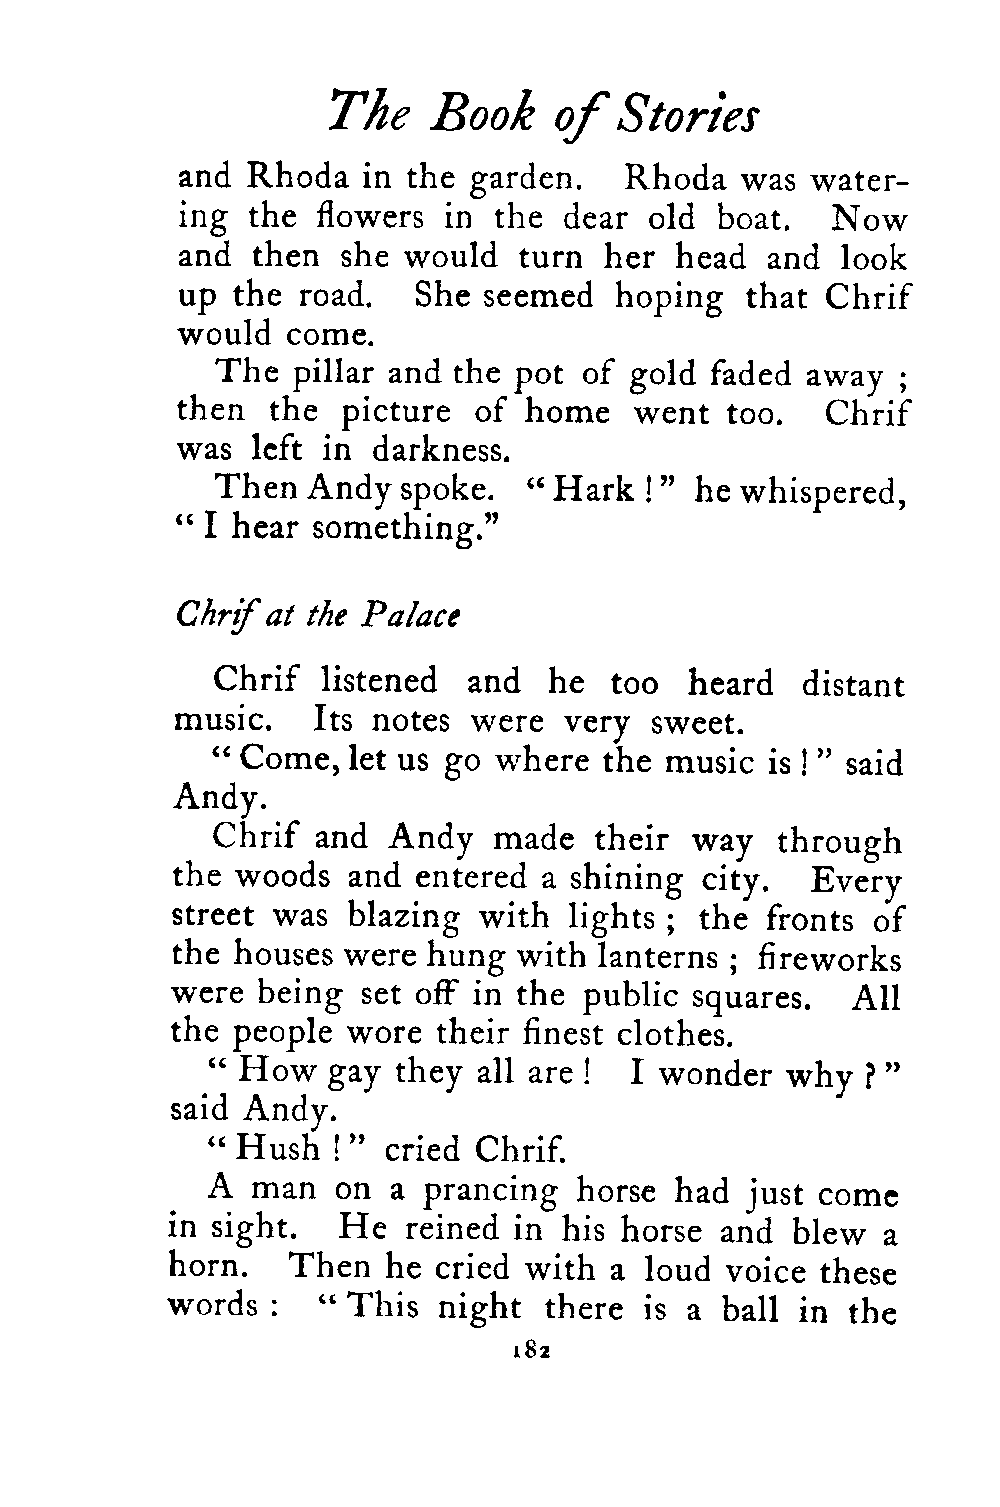 The Book of Stories
and Rhoda in the garden. Rhoda was water-
ing the flowers in the dear old boat. Now
and then she would turn her head and look
up the road. She seemed hoping that Chrif
would come.
The pillar and the pot of gold faded away ;
then the picture of home went too. Chrif
was left in darkness.
Then Andy spoke. “ Hark ! ” he whispered,
“ I hear something.”
Chrif at the Palace
Chrif listened and he too heard distant
music. Its notes were very sweet.
“ Come, let us go where the music is ! ” said
Andy.
Chrif and Andy made their way through
the woods and entered a shining city. Every
street was blazing with lights ; the fronts of
the houses were hung with lanterns ; fireworks
were being set off in the public squares. All
the people wore their finest clothes.
“ How gay they all are ! I wonder why ? ”
said Andy.
“ Hush ! ” cried Chrif.
A man on a prancing horse had just come
in sight. He reined in his horse and blew a
horn. Then he cried with a loud voice these
words : “ This night there is a ball in the
182